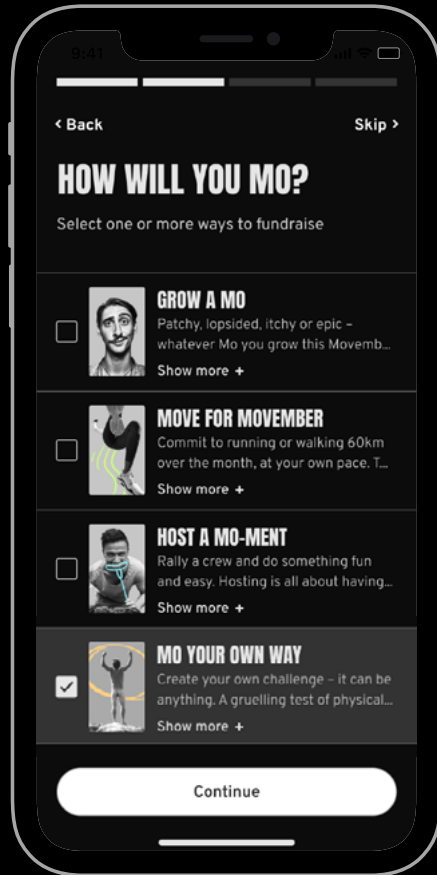 9:41
< Back
Skip >
HOW WILL YOU MO?
Select one or more ways to fundraise
GROW A MO
Patchy, lopsided, itchy or epic –
whatever Mo you grow this Movemb...
Show more +
MOVE FOR MOVEMBER
Commit to running or walking 60km
over the month, at your own pace. T...
Show more +
HOST A MO-MENT
Rally a crew and do something fun
and easy. Hosting is all about having...
Show more +
MO YOUR OWN WAY
Create your own challenge – it can be
anything. A gruelling test of physical...
Show more +
Continue